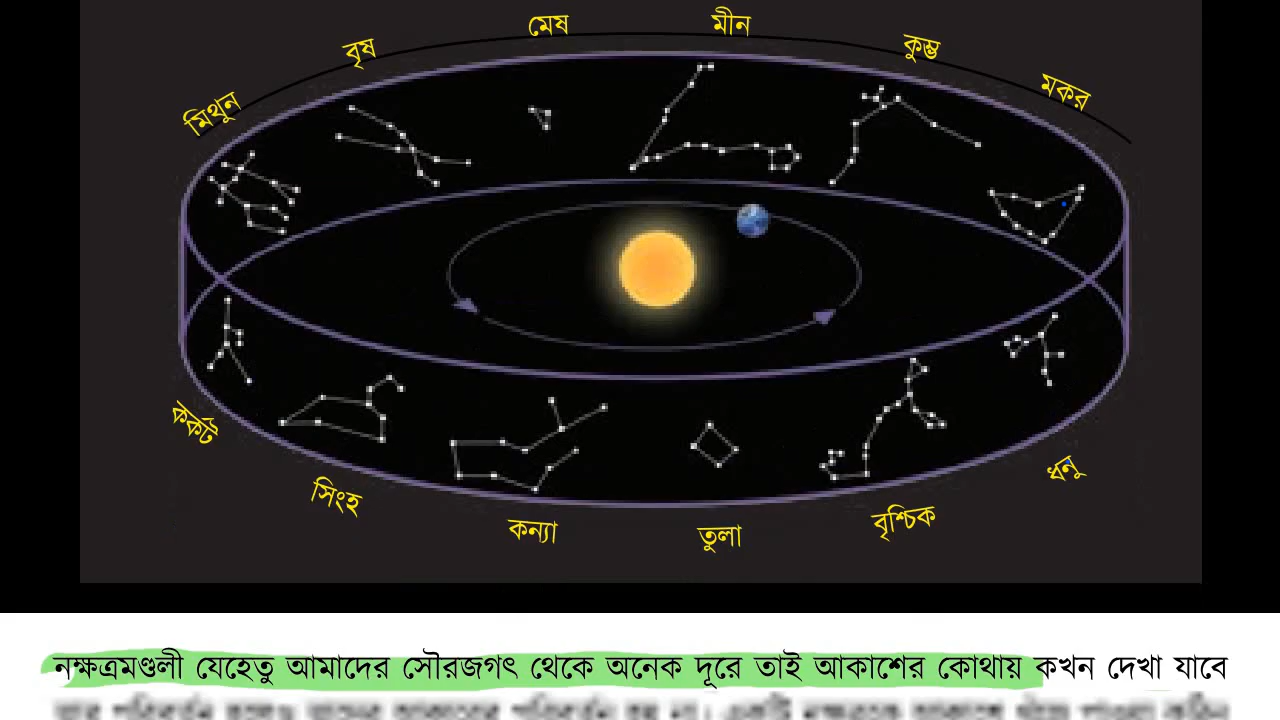 মেষ
মীন
বৃষ
কুম্ভ
মিথুন
মকর
কর্কট
সিংহ
কন্যা
তুলা
বৃশ্চিক
ধনু
নক্ষত্রমণ্ডলী যেহেতু আমাদের সৌরজগৎ থেকে অনেক দূরে তাই আকাশের কোথায় কখন দেখা যাবে